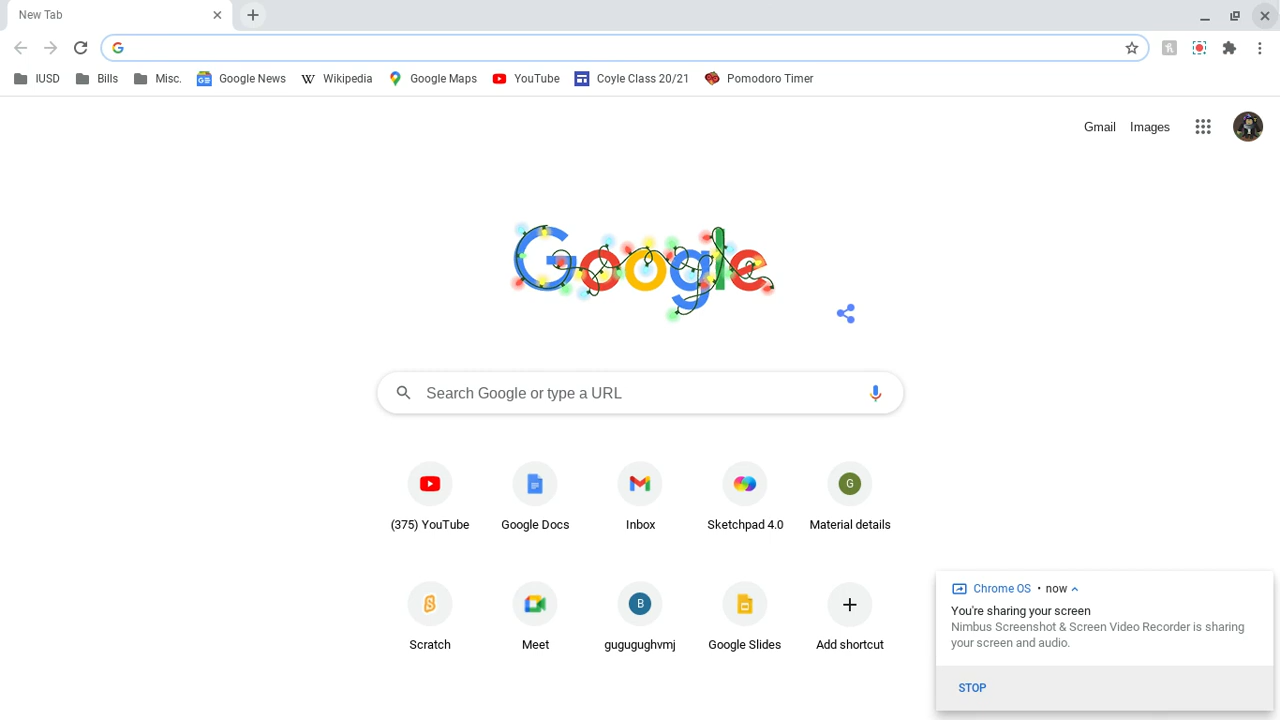 New Tab
IUSD Bills Misc. Google News Wikipedia Google Maps YouTube Coyle Class 20/21 Pomodoro Timer
Gmail Images
Google
Search Google or type a URL
(375) YouTube Google Docs Inbox Sketchpad 4.0 G Material details
Scratch Meet B gugugughvmj Google Slides Add shortcut
Chrome OS • now
You're sharing your screen
Nimbus Screenshot & Screen Video Recorder is sharing
your screen and audio.
STOP